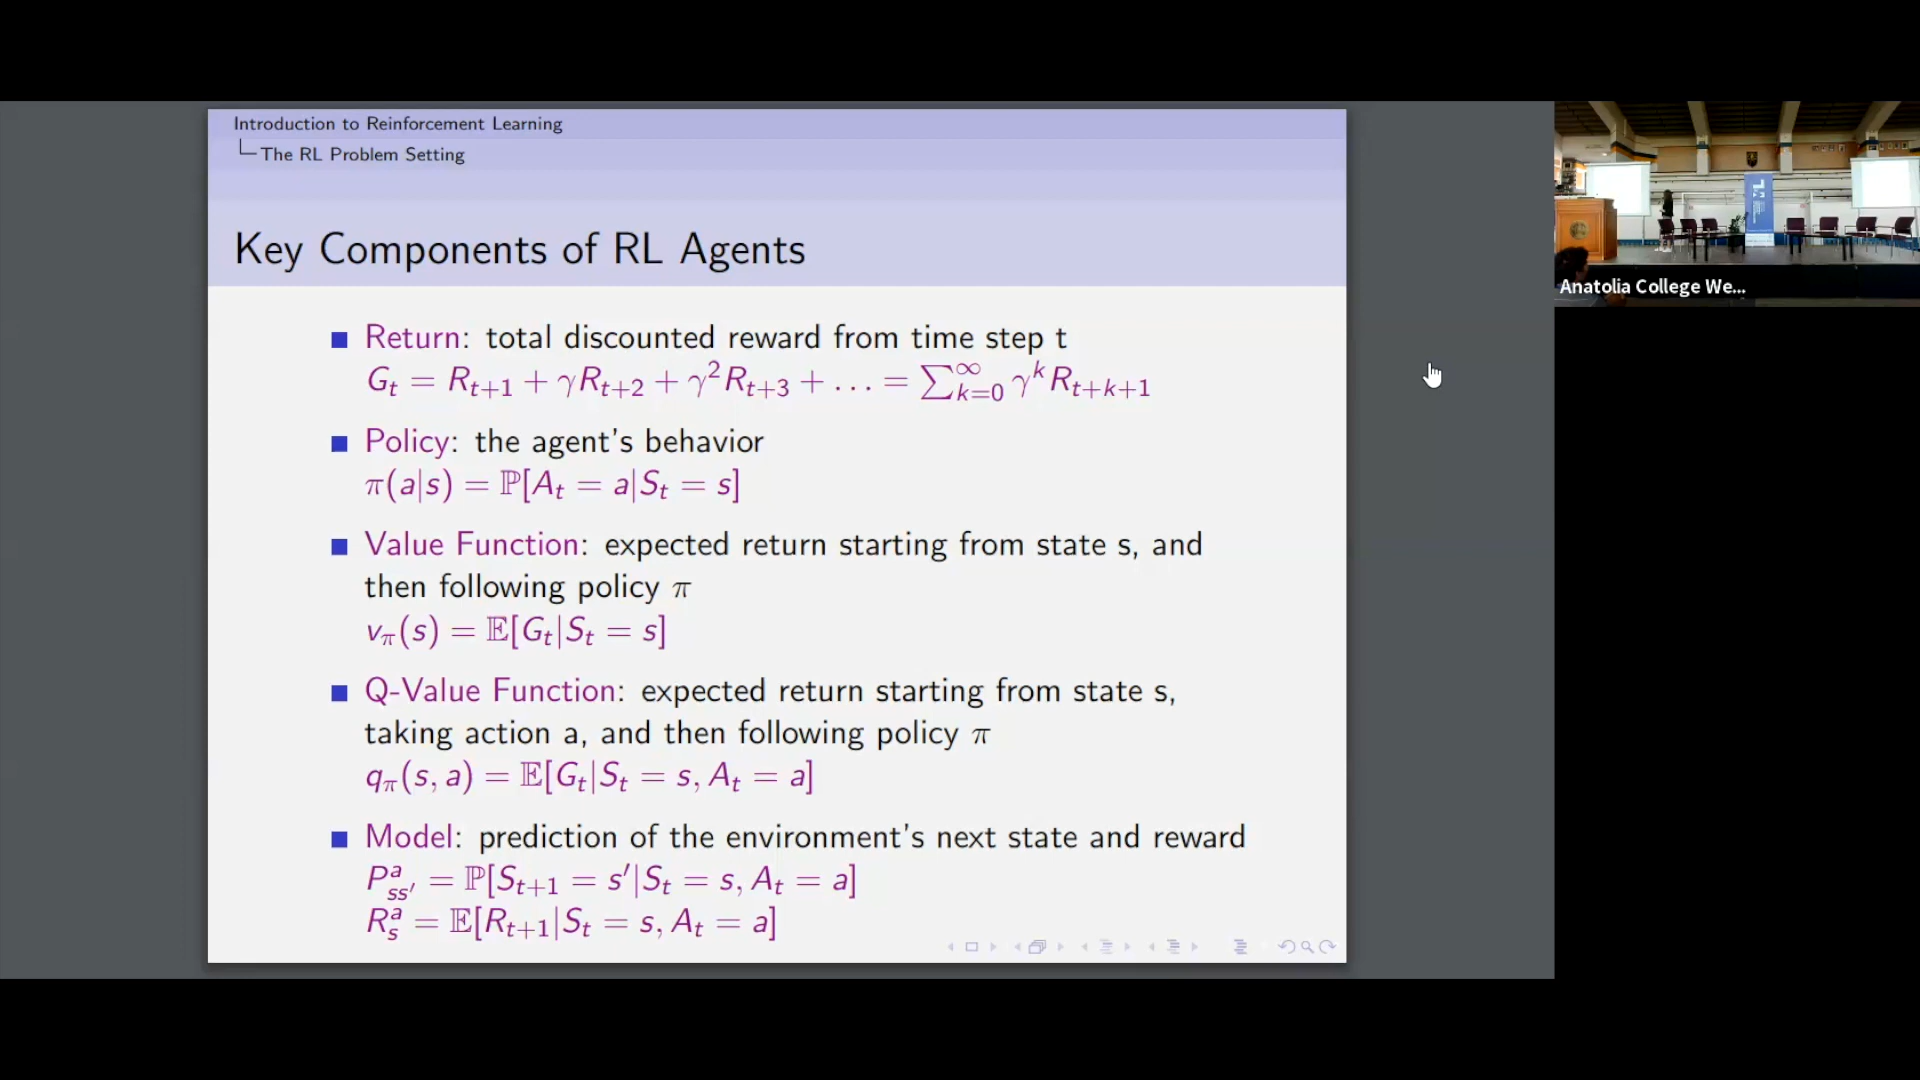 Introduction to Reinforcement Learning
The RL Problem Setting
Key Components of RL Agents
Return: total discounted reward from time step t
G_t = R_{t+1} + γR_{t+2} + γ^2 R_{t+3} + ... = ∑_{k=0}^{∞} γ^k R_{t+k+1}
Policy: the agent's behavior
π(a|s) = ℙ[A_t = a|S_t = s]
Value Function: expected return starting from state s, and
then following policy π
v_π(s) = 𝔼[G_t|S_t = s]
Q-Value Function: expected return starting from state s,
taking action a, and then following policy π
q_π(s, a) = 𝔼[G_t|S_t = s, A_t = a]
Model: prediction of the environment's next state and reward
P^a_{ss'} = ℙ[S_{t+1} = s'|S_t = s, A_t = a]
R^a_s = 𝔼[R_{t+1}|S_t = s, A_t = a]
Anatolia College We...